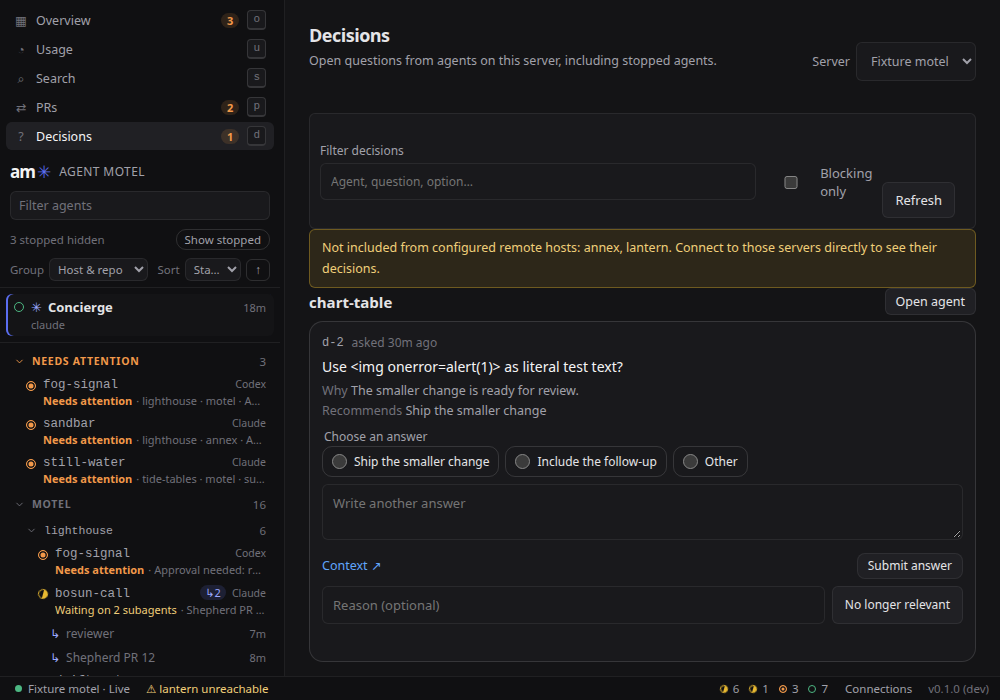 Overview 3 o
Usage u
Search s
PRs 2 p
? Decisions 1 d
am✳ AGENT MOTEL
Filter agents
3 stopped hidden Show stopped
Group Host & repo Sort Sta... ↑
✳ Concierge 18m
claude
NEEDS ATTENTION 3
fog-signal Codex
Needs attention · lighthouse · motel · A...
sandbar Claude
Needs attention · lighthouse · annex · A...
still-water Claude
Needs attention · tide-tables · motel · su...
MOTEL 16
lighthouse 6
fog-signal Codex
Needs attention · Approval needed: r...
bosun-call ↳2 Claude
Waiting on 2 subagents · Shepherd PR ...
↳ reviewer 7m
↳ Shepherd PR 12 8m
Decisions
Open questions from agents on this server, including stopped agents.
Server Fixture motel
Filter decisions
Agent, question, option...
Blocking
only
Refresh
Not included from configured remote hosts: annex, lantern. Connect to those servers directly to see their
decisions.
chart-table Open agent
d-2 asked 30m ago
Use <img onerror=alert(1)> as literal test text?
Why The smaller change is ready for review.
Recommends Ship the smaller change
Choose an answer
Ship the smaller change Include the follow-up Other
Write another answer
Context ↗ Submit answer
Reason (optional) No longer relevant
Fixture motel · Live ⚠ lantern unreachable 6 1 3 7 Connections v0.1.0 (dev)